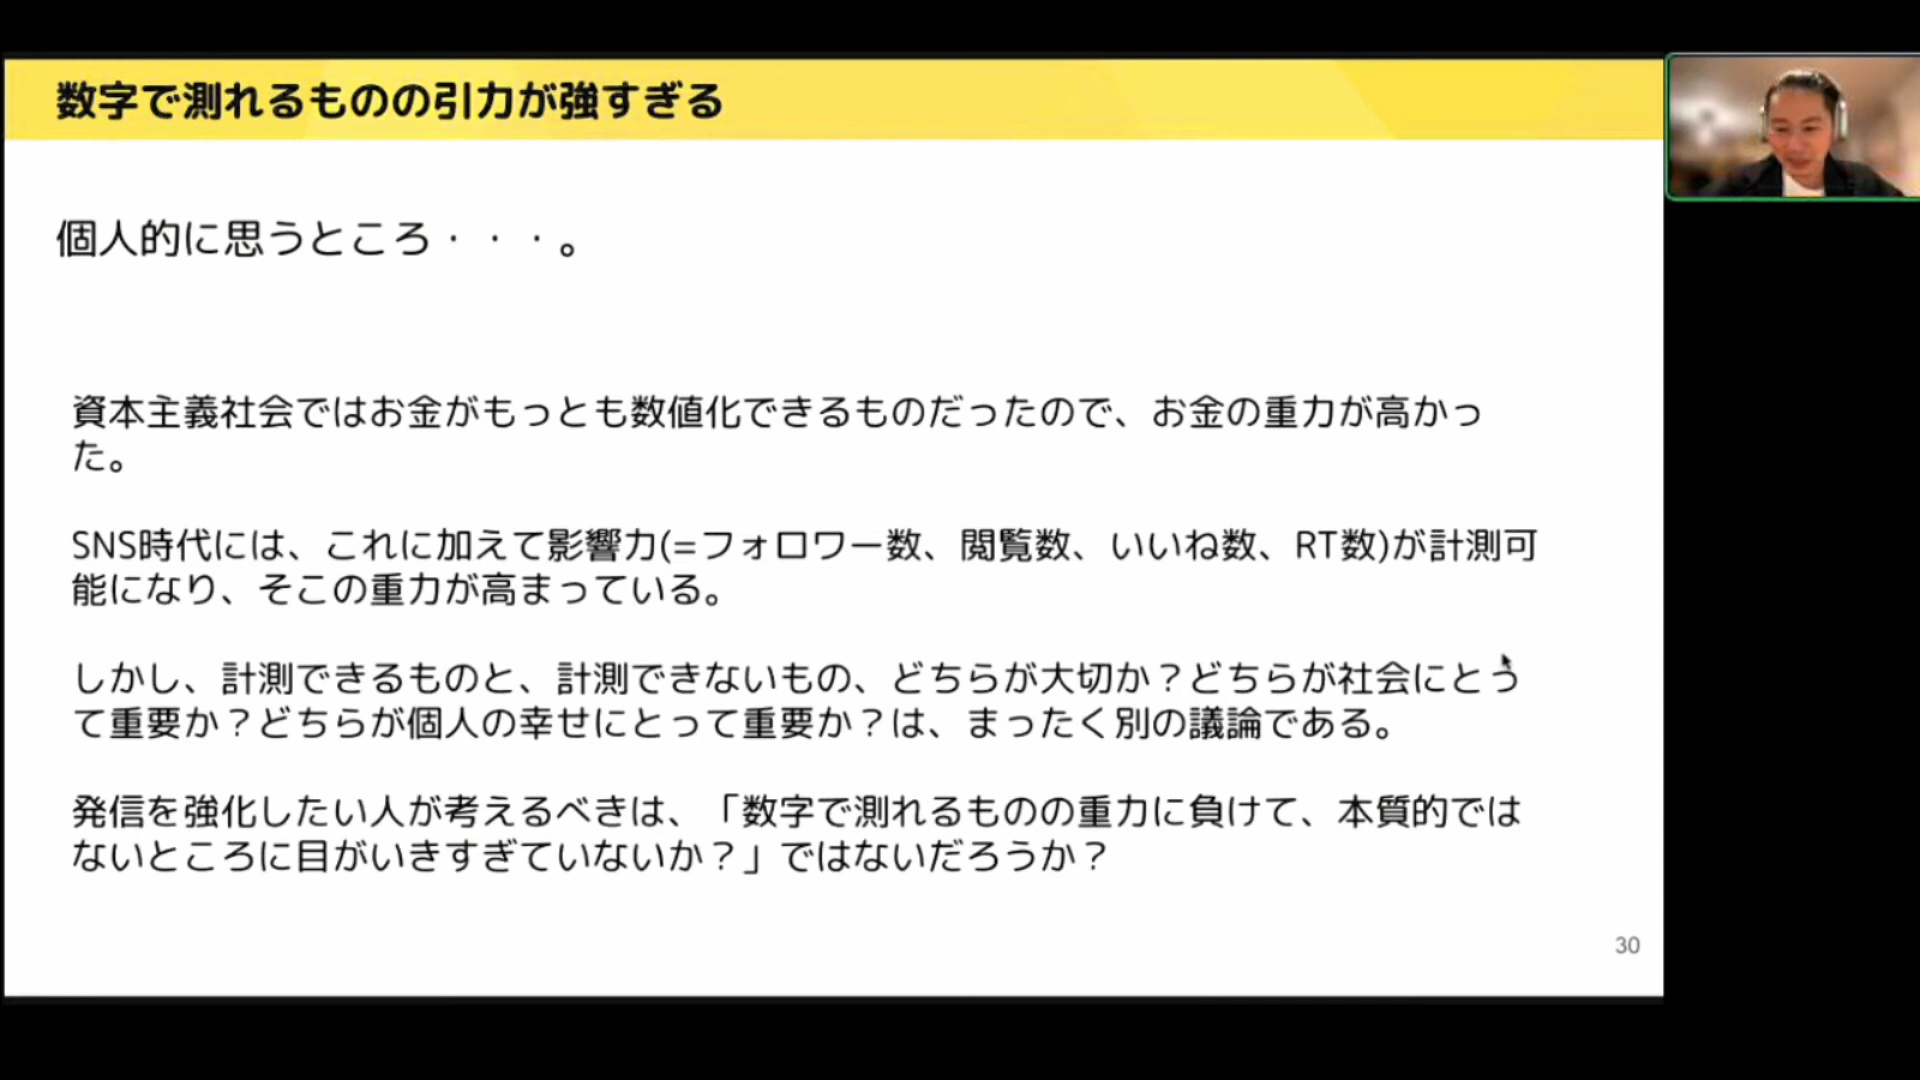 数字で測れるものの引力が強すぎる
個人的に思うところ・・・。
資本主義社会ではお金がもっとも数値化できるものだったので、お金の重力が高かっ
た。
SNS時代には、これに加えて影響力(=フォロワー数、閲覧数、いいね数、RT数)が計測可
能になり、そこの重力が高まっている。
しかし、計測できるものと、計測できないもの、どちらが大切か？どちらが社会にとっ
て重要か？どちらが個人の幸せにとって重要か？は、まったく別の議論である。
発信を強化したい人が考えるべきは、「数字で測れるものの重力に負けて、本質的では
ないところに目がいきすぎていないか？」ではないだろうか？
30